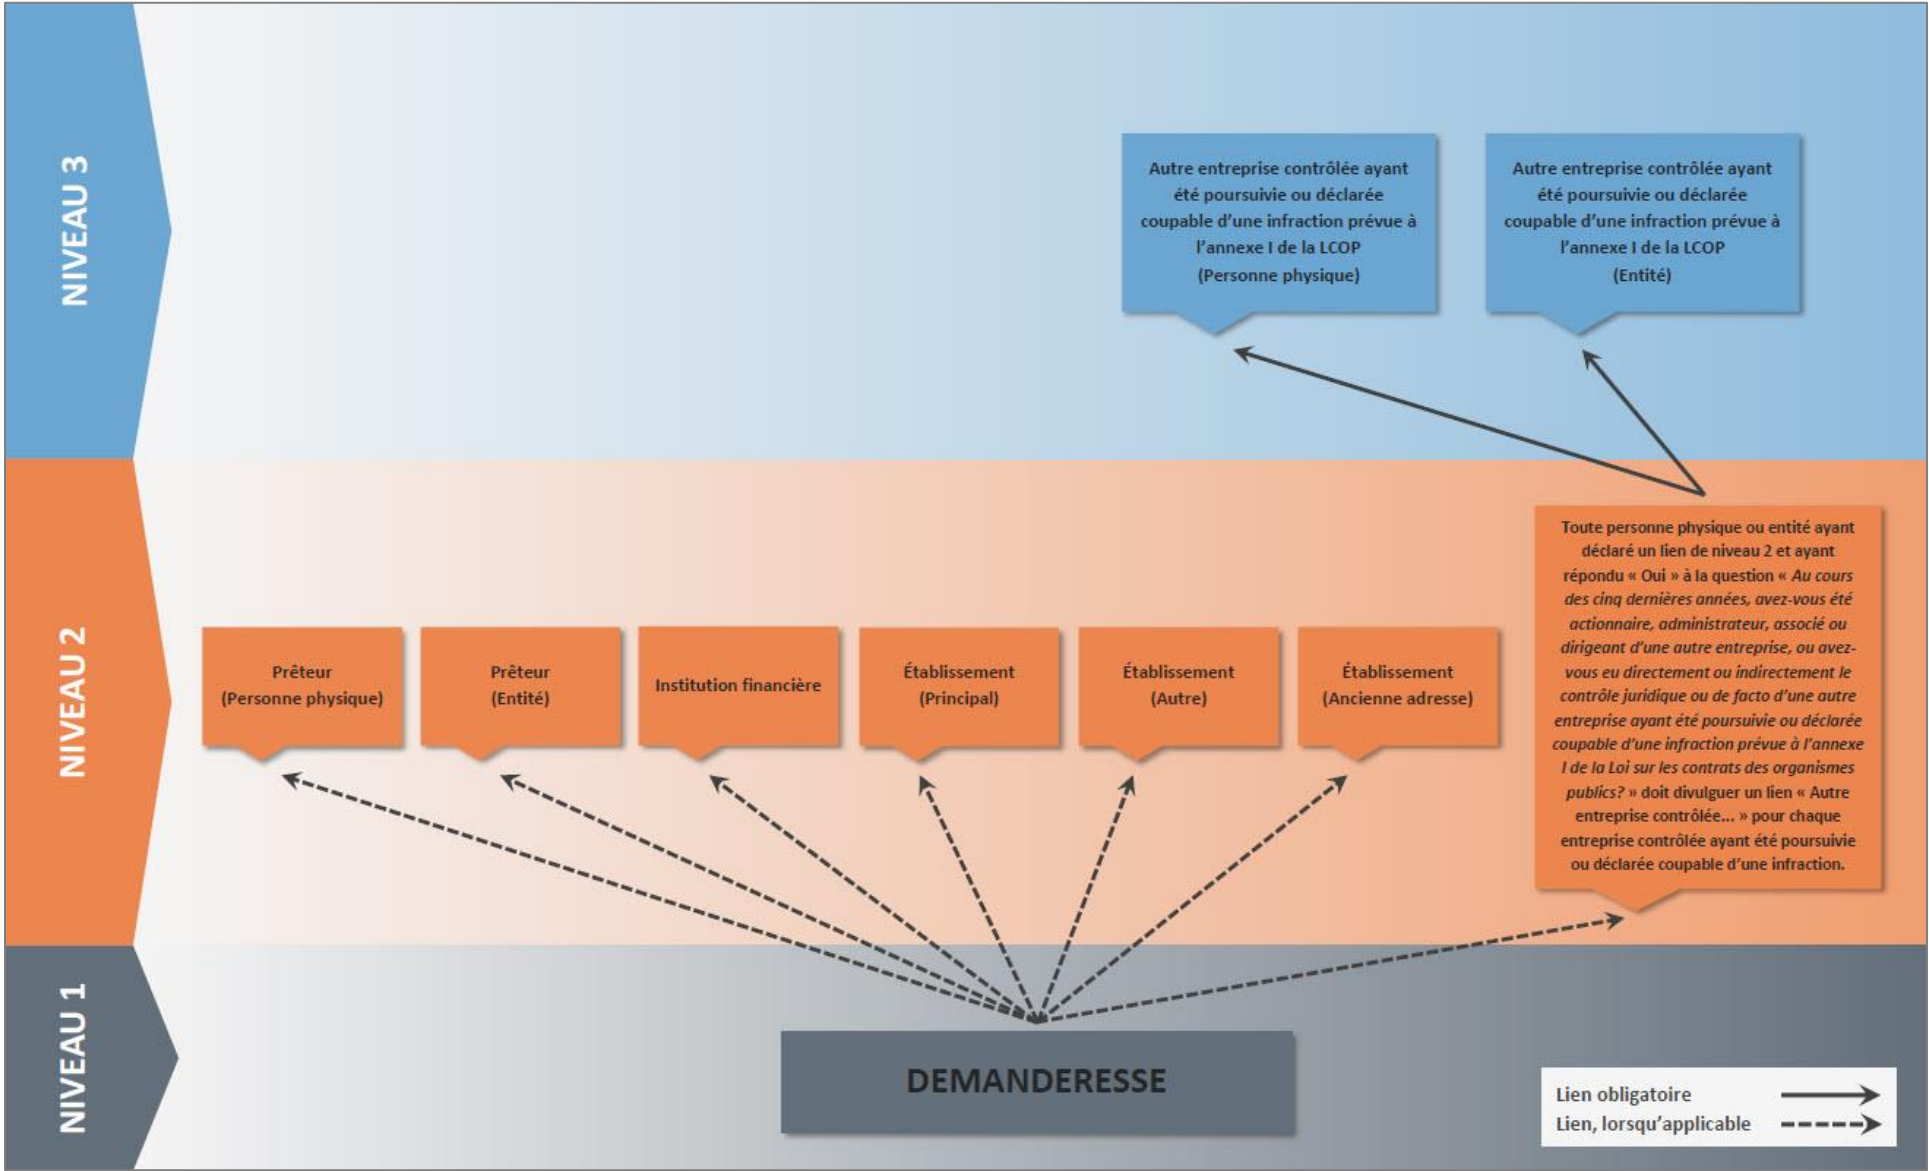 NIVEAU 3
Autre entreprise contrôlée ayant
été poursuivie ou déclarée
coupable d'une infraction prévue à
l'annexe I de la LCOP
(Personne physique)
Autre entreprise contrôlée ayant
été poursuivie ou déclarée
coupable d'une infraction prévue à
l'annexe I de la LCOP
(Entité)
NIVEAU 2
Prêteur
(Personne physique)
Prêteur
(Entité)
Institution financière
Établissement
(Principal)
Établissement
(Autre)
Établissement
(Ancienne adresse)
Toute personne physique ou entité ayant
déclaré un lien de niveau 2 et ayant
répondu « Oui » à la question « Au cours
des cinq dernières années, avez-vous été
actionnaire, administrateur, associé ou
dirigeant d'une autre entreprise, ou avez-
vous eu directement ou indirectement le
contrôle juridique ou de facto d'une autre
entreprise ayant été poursuivie ou déclarée
coupable d'une infraction prévue à l'annexe
I de la Loi sur les contrats des organismes
publics? » doit divulguer un lien « Autre
entreprise contrôlée... » pour chaque
entreprise contrôlée ayant été poursuivie
ou déclarée coupable d'une infraction.
NIVEAU 1
DEMANDERESSE
Lien obligatoire
Lien, lorsqu'applicable